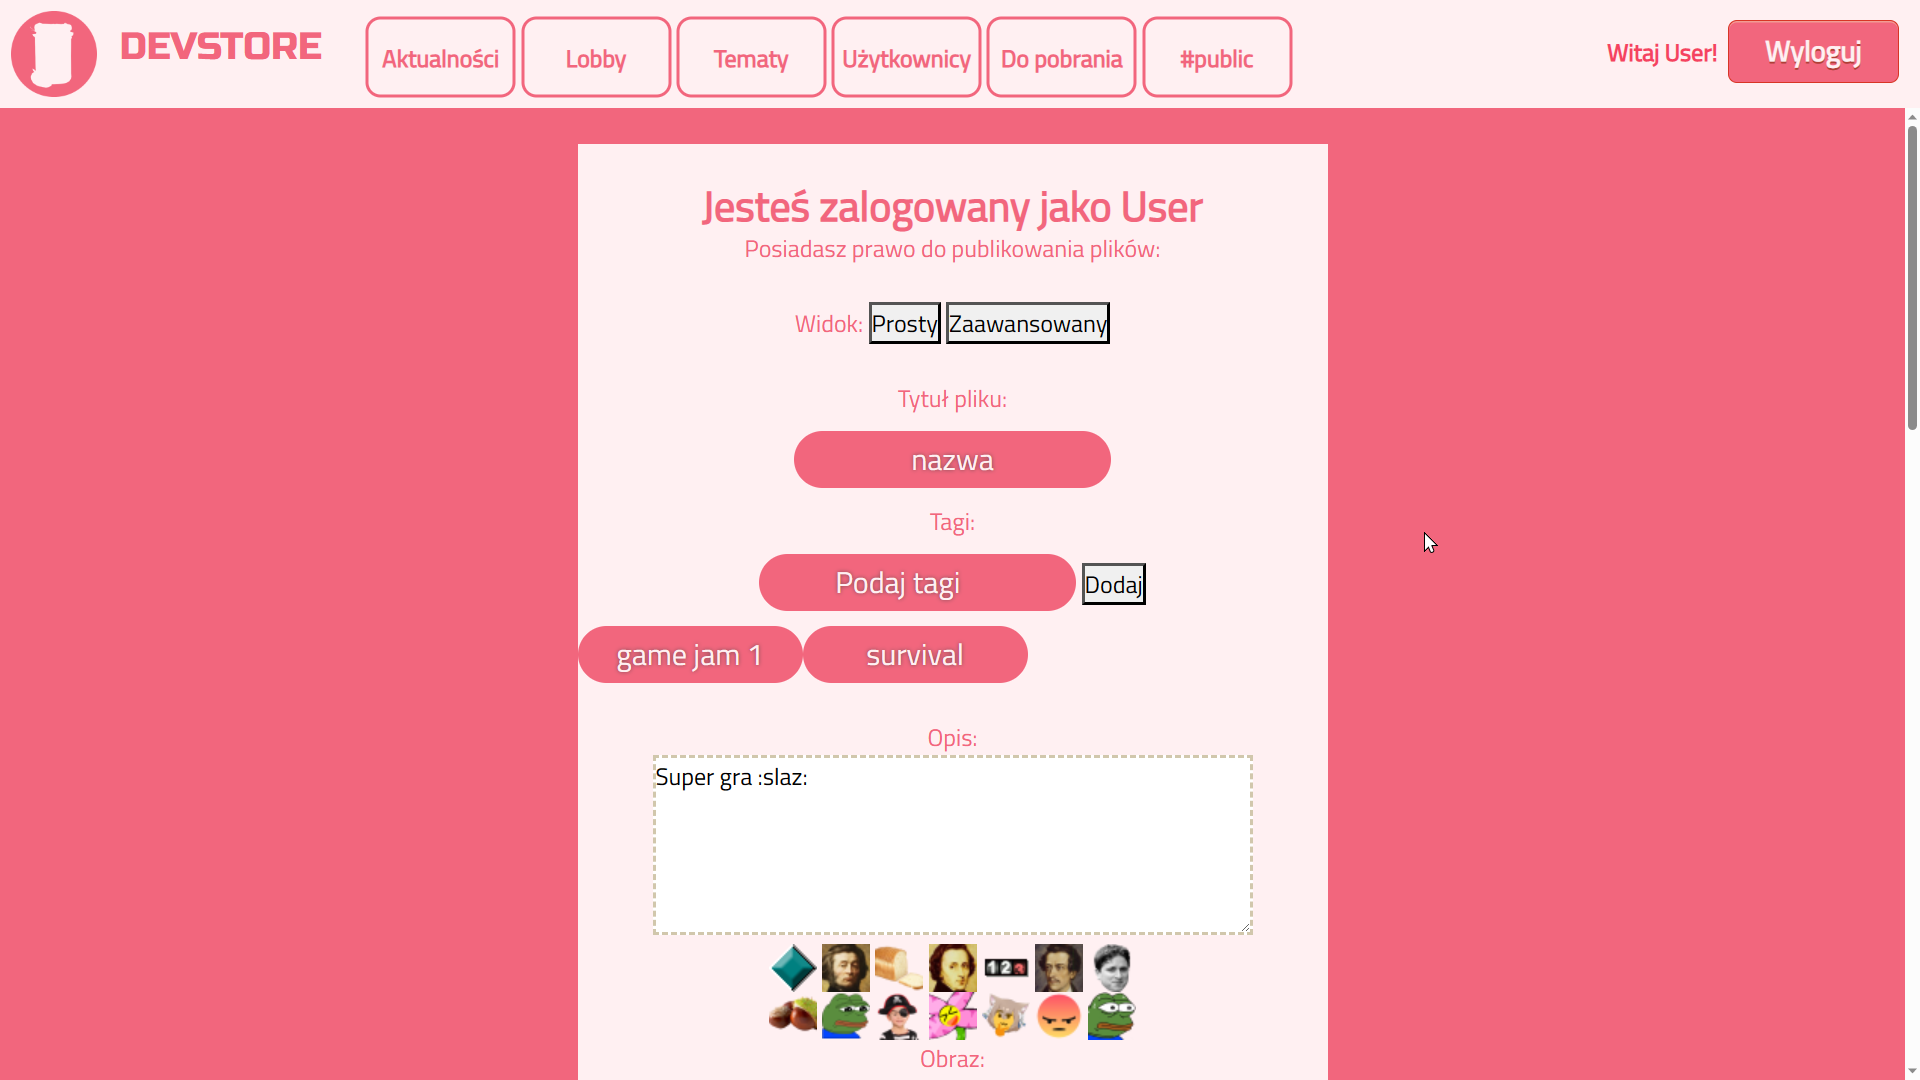 DEVSTORE
Aktualności
Lobby
Tematy
Użytkownicy
Do pobrania
#public
Witaj User!
Wyloguj
Jesteś zalogowany jako User
Posiadasz prawo do publikowania plików:
Widok: Prosty Zaawansowany
Tytuł pliku:
nazwa
Tagi:
Podaj tagi Dodaj
game jam 1 survival
Opis:
Super gra :slaz:
123
Obraz: